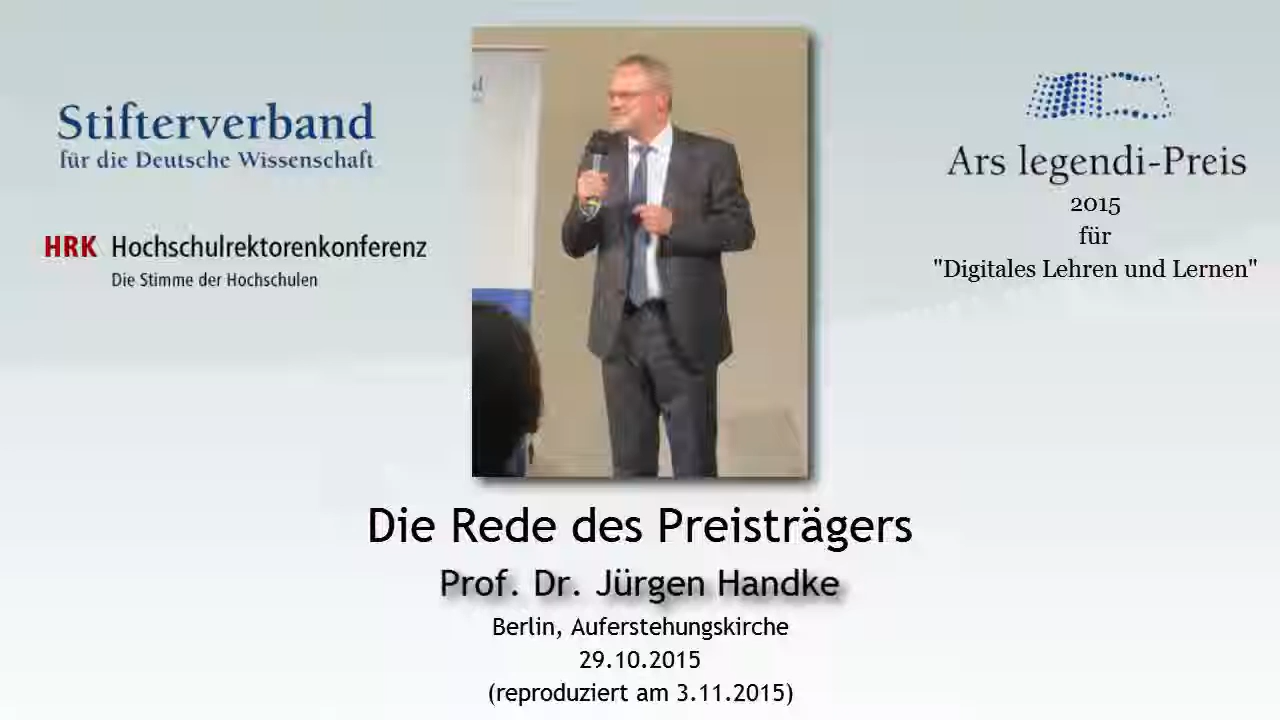 Stifterverband
für die Deutsche Wissenschaft
HRK Hochschulrektorenkonferenz
Die Stimme der Hochschulen
Ars legendi-Preis
2015
für
"Digitales Lehren und Lernen"
Die Rede des Preisträgers
Prof. Dr. Jürgen Handke
Berlin, Auferstehungskirche
29.10.2015
(reproduziert am 3.11.2015)